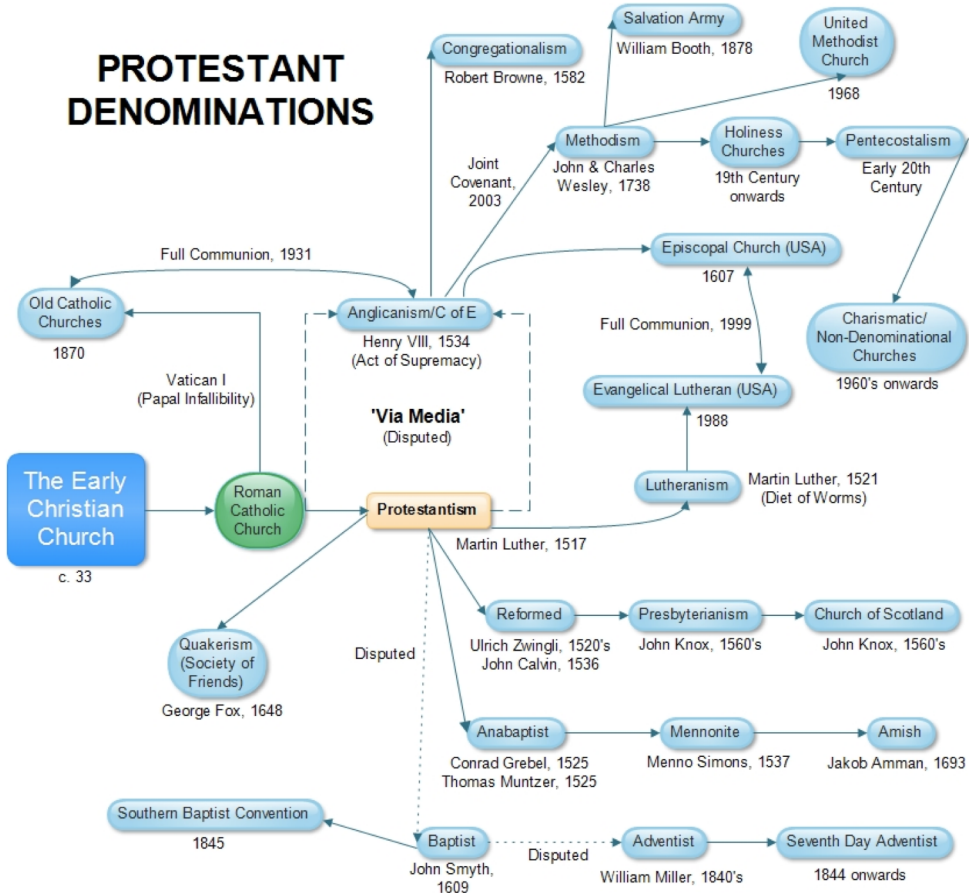 PROTESTANT
DENOMINATIONS
Congregationalism
Robert Browne, 1582
Salvation Army
William Booth, 1878
United
Methodist
Church
1968
Methodism
John & Charles
Wesley, 1738
Holiness
Churches
19th Century
onwards
Pentecostalism
Early 20th
Century
Joint
Covenant,
2003
Full Communion, 1931
Episcopal Church (USA)
1607
Old Catholic
Churches
1870
Anglicanism/C of E
Henry VIII, 1534
(Act of Supremacy)
Full Communion, 1999
Charismatic/
Non-Denominational
Churches
1960's onwards
Vatican I
(Papal Infallibility)
Evangelical Lutheran (USA)
1988
'Via Media'
(Disputed)
The Early
Christian
Church
c. 33
Roman
Catholic
Church
Protestantism
Lutheranism
Martin Luther, 1521
(Diet of Worms)
Martin Luther, 1517
Quakerism
(Society of
Friends)
George Fox, 1648
Disputed
Reformed
Ulrich Zwingli, 1520's
John Calvin, 1536
Presbyterianism
John Knox, 1560's
Church of Scotland
John Knox, 1560's
Anabaptist
Conrad Grebel, 1525
Thomas Muntzer, 1525
Mennonite
Menno Simons, 1537
Amish
Jakob Amman, 1693
Southern Baptist Convention
1845
Baptist
John Smyth,
1609
Disputed
Adventist
William Miller, 1840's
Seventh Day Adventist
1844 onwards